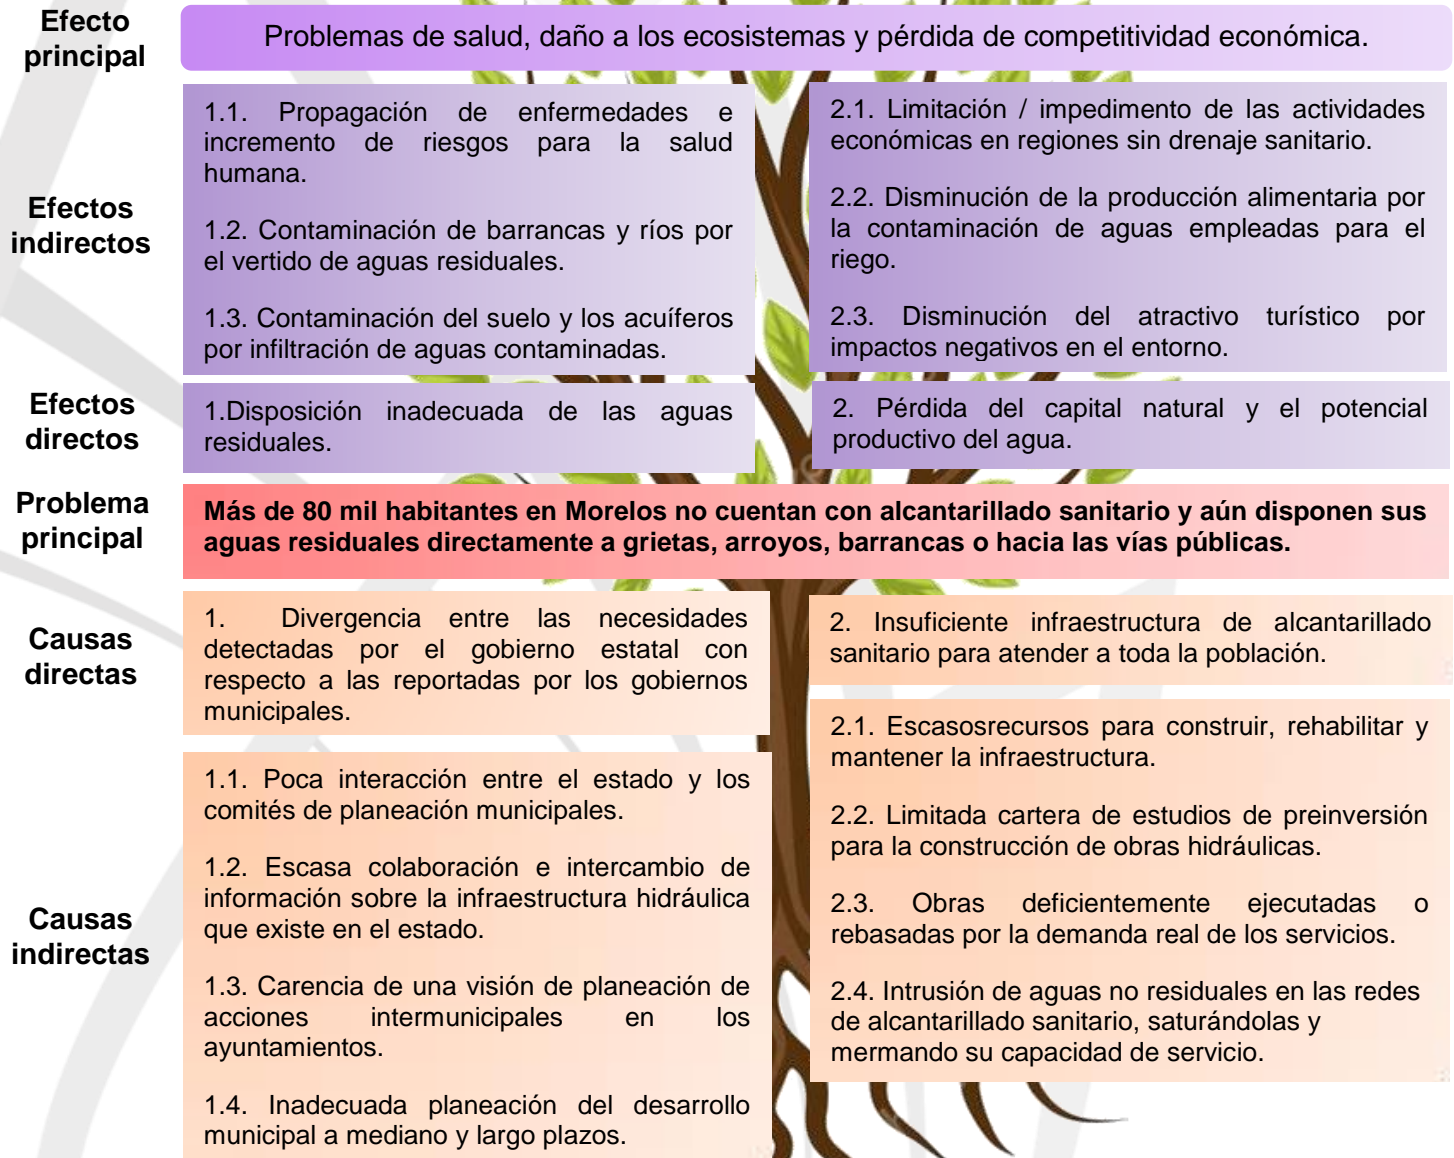 Efecto
principal
Problemas de salud, daño a los ecosistemas y pérdida de competitividad económica.
Efectos
indirectos
1.1. Propagación de enfermedades e
incremento de riesgos para la salud
humana.
1.2. Contaminación de barrancas y ríos por
el vertido de aguas residuales.
1.3. Contaminación del suelo y los acuíferos
por infiltración de aguas contaminadas.
2.1. Limitación / impedimento de las actividades
económicas en regiones sin drenaje sanitario.
2.2. Disminución de la producción alimentaria por
la contaminación de aguas empleadas para el
riego.
2.3. Disminución del atractivo turístico por
impactos negativos en el entorno.
Efectos
directos
1.Disposición inadecuada de las aguas
residuales.
2. Pérdida del capital natural y el potencial
productivo del agua.
Problema
principal
Más de 80 mil habitantes en Morelos no cuentan con alcantarillado sanitario y aún disponen sus
aguas residuales directamente a grietas, arroyos, barrancas o hacia las vías públicas.
Causas
directas
1. Divergencia entre las necesidades
detectadas por el gobierno estatal con
respecto a las reportadas por los gobiernos
municipales.
2. Insuficiente infraestructura de alcantarillado
sanitario para atender a toda la población.
Causas
indirectas
1.1. Poca interacción entre el estado y los
comités de planeación municipales.
1.2. Escasa colaboración e intercambio de
información sobre la infraestructura hidráulica
que existe en el estado.
1.3. Carencia de una visión de planeación de
acciones intermunicipales en los
ayuntamientos.
1.4. Inadecuada planeación del desarrollo
municipal a mediano y largo plazos.
2.1. Escasosrecursos para construir, rehabilitar y
mantener la infraestructura.
2.2. Limitada cartera de estudios de preinversión
para la construcción de obras hidráulicas.
2.3. Obras deficientemente ejecutadas o
rebasadas por la demanda real de los servicios.
2.4. Intrusión de aguas no residuales en las redes
de alcantarillado sanitario, saturándolas y
mermando su capacidad de servicio.